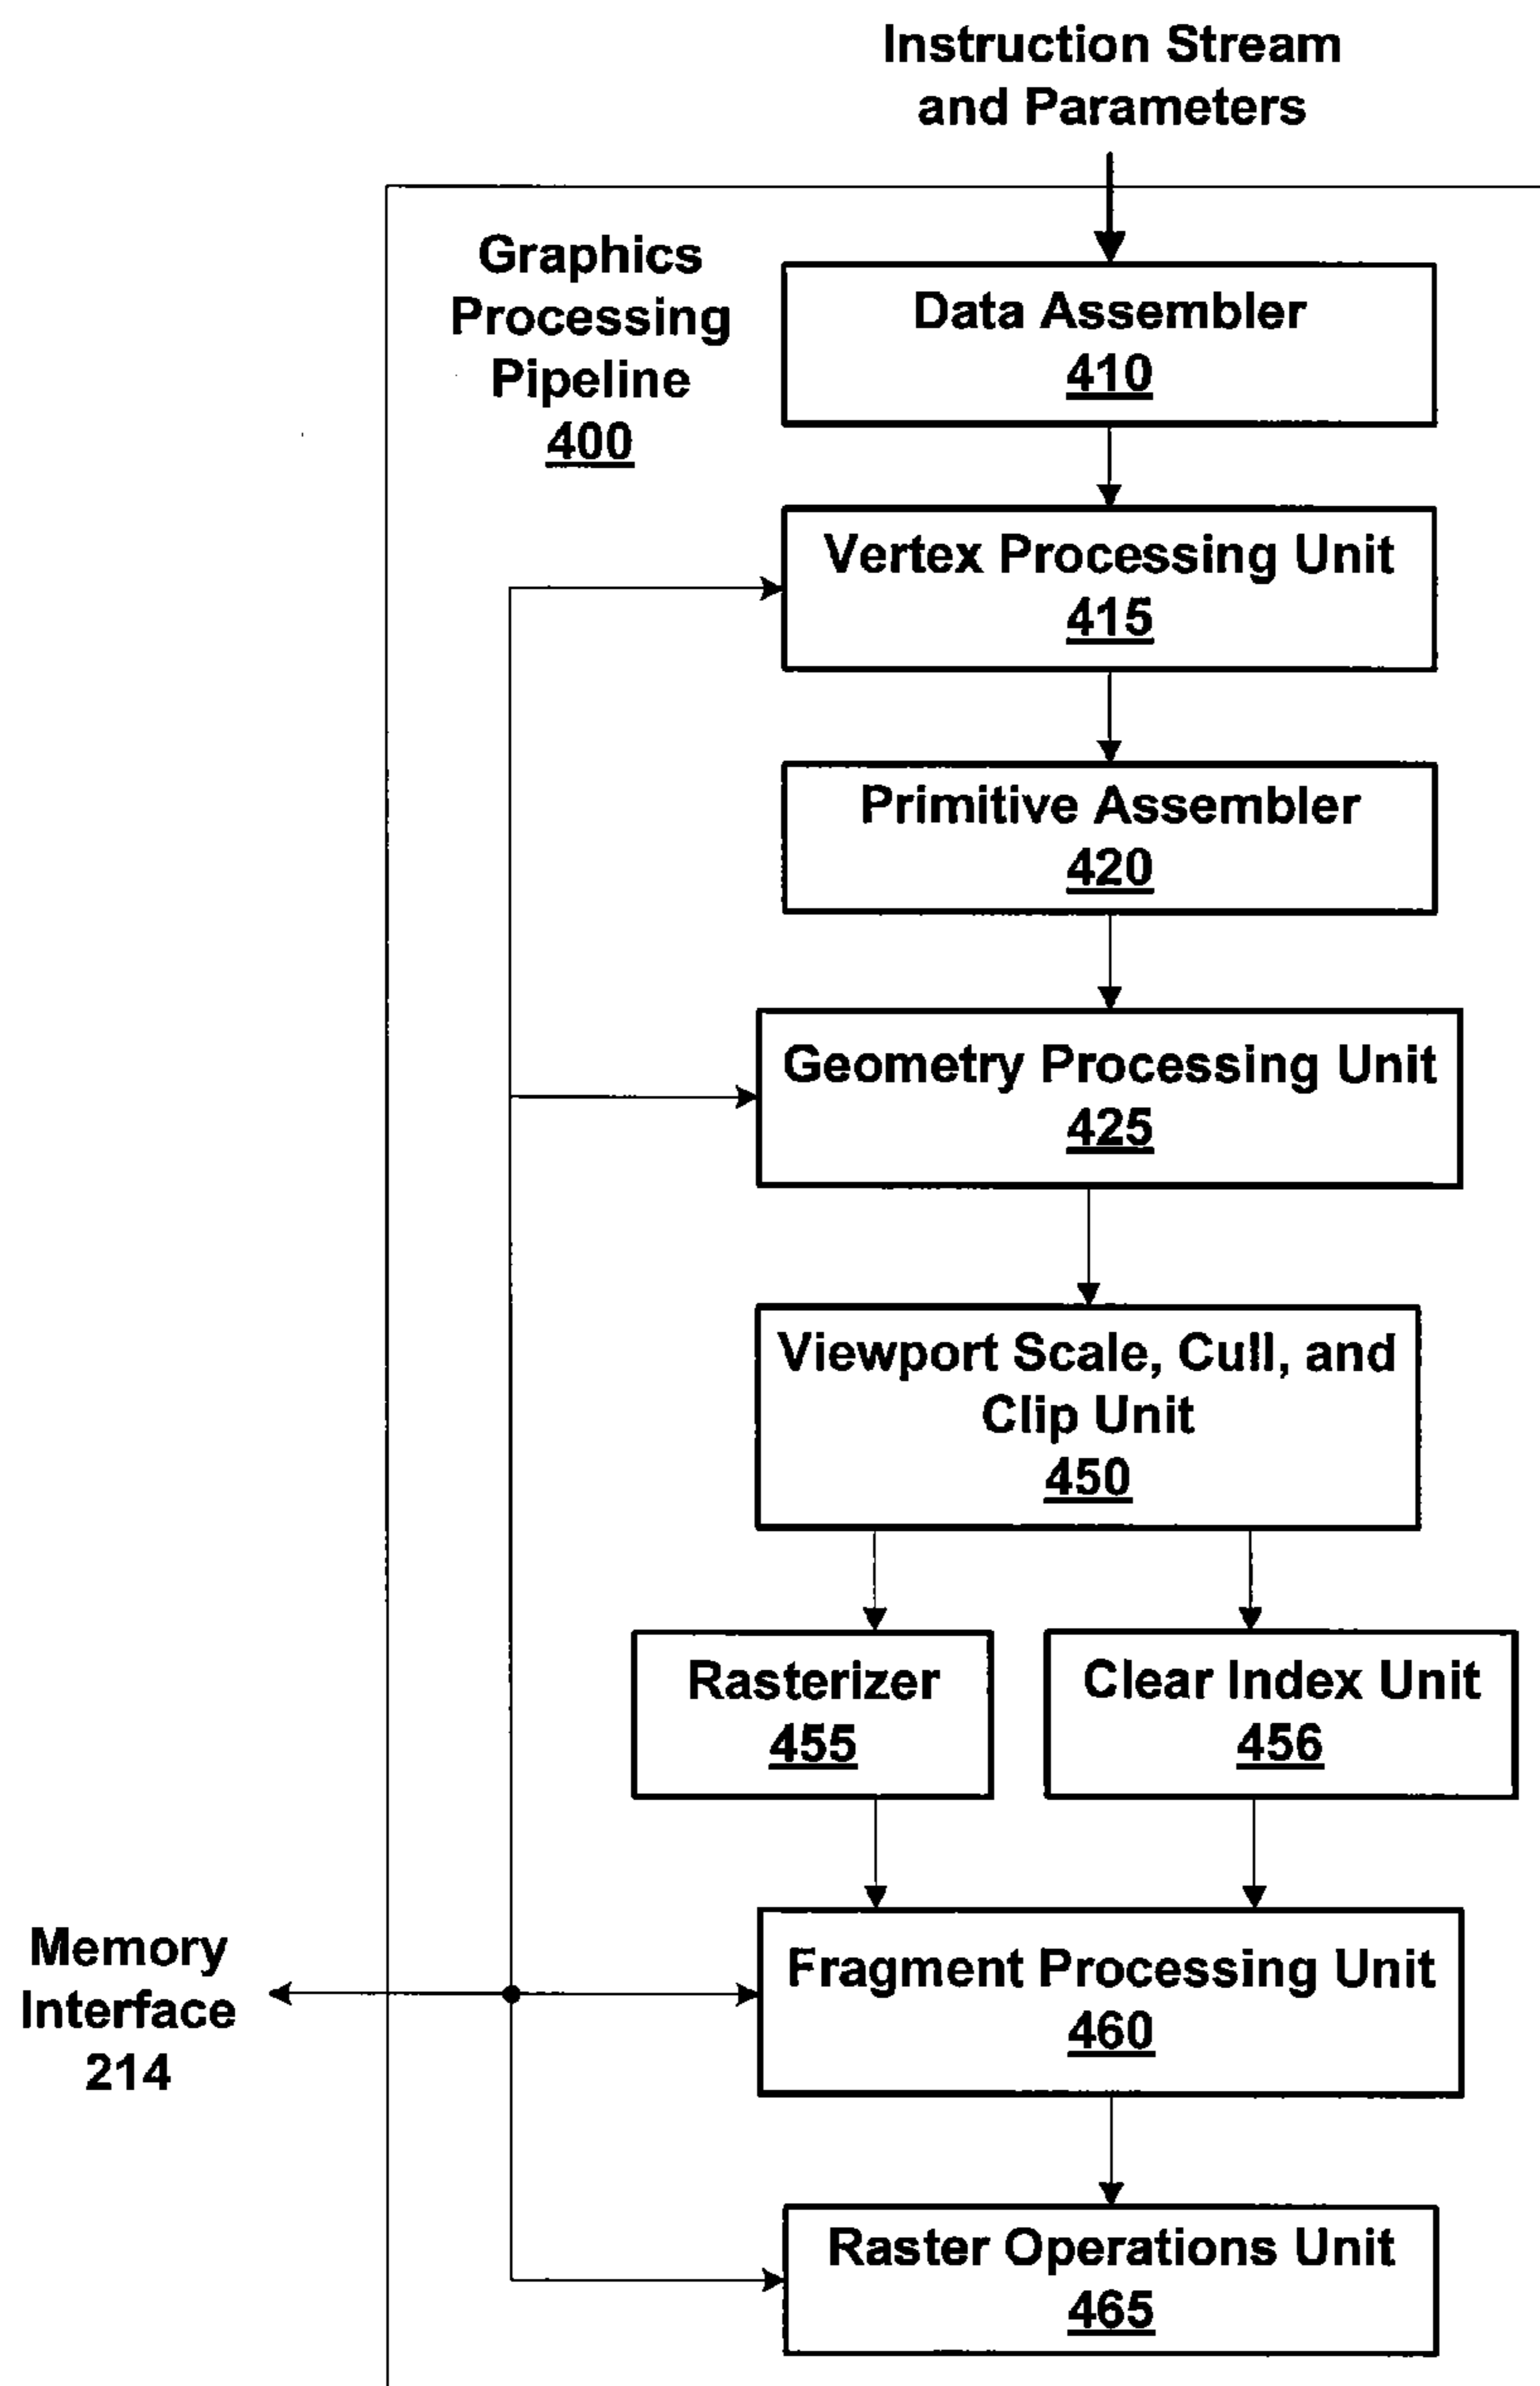 Instruction Stream
and Parameters
Graphics
Processing
Pipeline
400
Data Assembler
410
Vertex Processing Unit
415
Primitive Assembler
420
Geometry Processing Unit
425
Viewport Scale, Cull, and
Clip Unit
450
Rasterizer
455
Clear Index Unit
456
Memory
Interface
214
Fragment Processing Unit
460
Raster Operations Unit
465